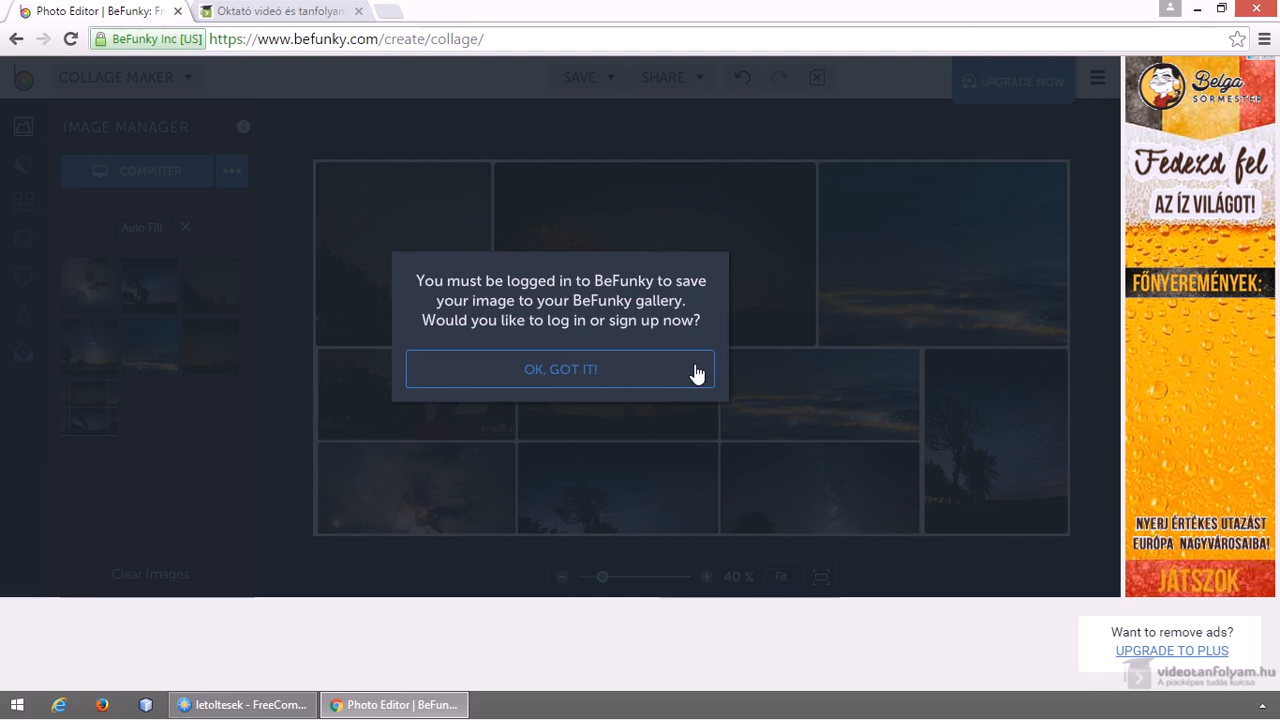 Photo Editor | BeFunky: F
Oktató videó és tanfolyam
BeFunky Inc [US]
https://www.befunky.com/create/collage/
COLLAGE MAKER
SAVE
SHARE
UPGRADE NOW
IMAGE MANAGER
COMPUTER
Auto Fill
You must be logged in to BeFunky to save
your image to your BeFunky gallery.
Would you like to log in or sign up now?
OK, GOT IT!
Clear Images
40 %
Fit
Belga
SÖRMESTER
Fedezd fel
AZ ÍZ VILÁGOT!
FŐNYEREMÉNYEK:
NYERJ ÉRTÉKES UTAZÁST
EURÓPA NAGYVÁROSAIBA!
JÁTSZOK
Want to remove ads?
UPGRADE TO PLUS
videotanfolyam.hu
A piacképes tudás kulcsa
letoltesek - FreeCom...
Photo Editor | BeFun...